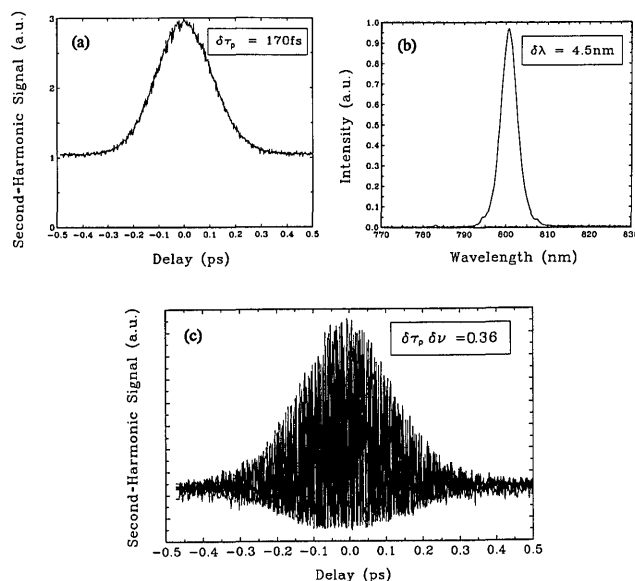 (a)
δτₚ = 170fs
Second-Harmonic Signal (a.u.)
3
2
1
0
-0.5 -0.4 -0.3 -0.2 -0.1 0.0 0.1 0.2 0.3 0.4 0.5
Delay (ps)
(b)
δλ = 4.5nm
Intensity (a.u.)
1.0
0.9
0.8
0.7
0.6
0.5
0.4
0.3
0.2
0.1
0.0
770 780 790 800 810 820 830
Wavelength (nm)
(c)
δτₚ δν =0.36
Second-Harmonic Signal (a.u.)
-0.5 -0.4 -0.3 -0.2 -0.1 0.0 0.1 0.2 0.3 0.4 0.5
Delay (ps)